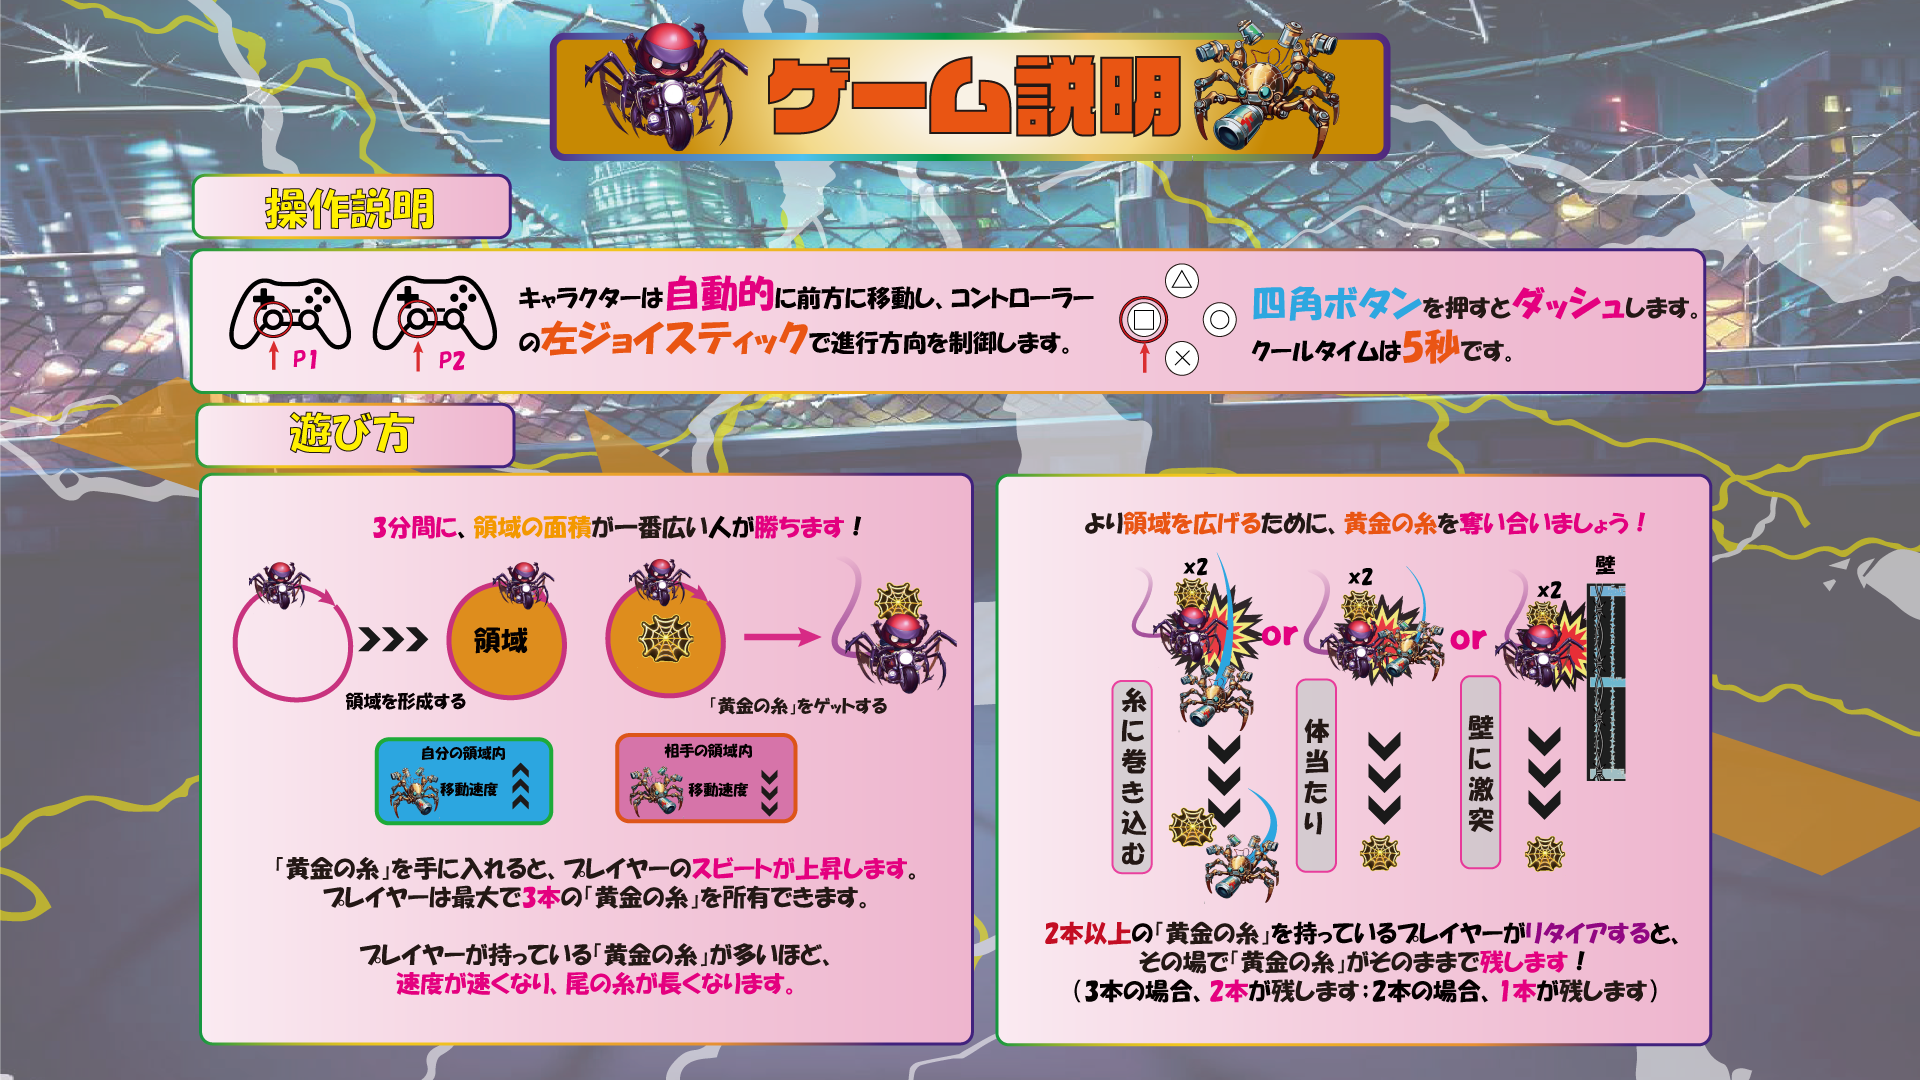 ゲーム説明
操作説明
キャラクターは自動的に前方に移動し、コントローラー
の左ジョイスティックで進行方向を制御します。
P1
P2
四角ボタンを押すとダッシュします。
クールタイムは5秒です。
遊び方
3分間に、領域の面積が一番広い人が勝ちます！
領域
領域を形成する
「黄金の糸」をゲットする
自分の領域内
移動速度
相手の領域内
移動速度
「黄金の糸」を手に入れると、プレイヤーのスピートが上昇します。
プレイヤーは最大で3本の「黄金の糸」を所有できます。
プレイヤーが持っている「黄金の糸」が多いほど、
速度が速くなり、尾の糸が長くなります。
より領域を広げるために、黄金の糸を奪い合いましょう！
x2
or
x2
or
x2
壁
糸に巻き込む
体当たり
壁に激突
2本以上の「黄金の糸」を持っているプレイヤーがリタイアすると、
その場で「黄金の糸」がそのままで残します！
（3本の場合、2本が残します：2本の場合、1本が残します）